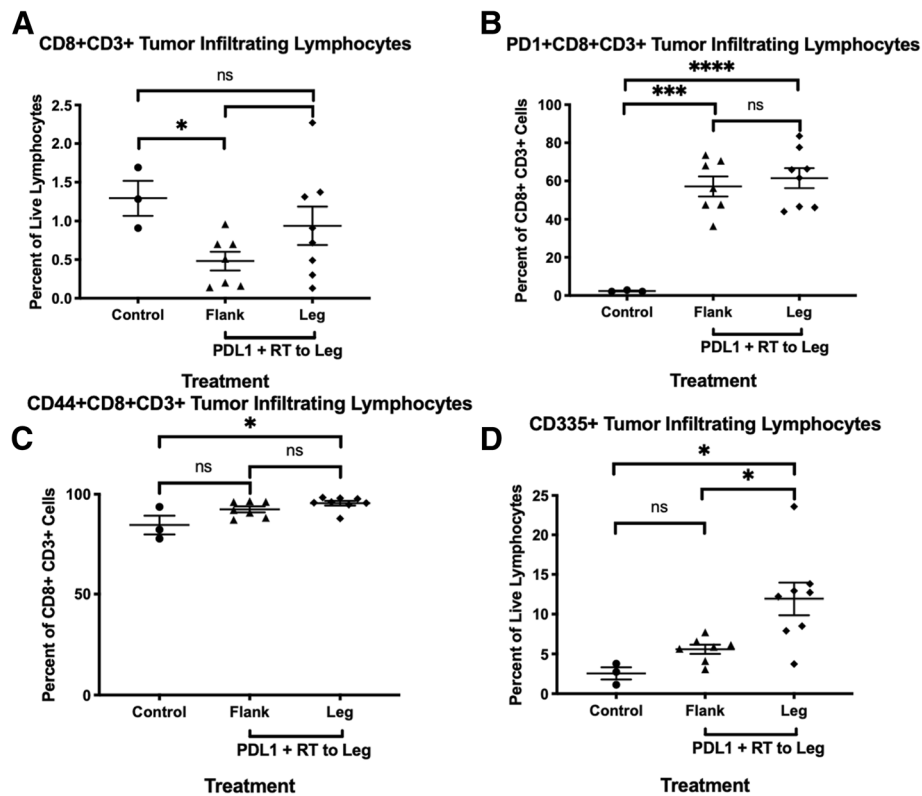 A
CD8+CD3+ Tumor Infiltrating Lymphocytes
ns
*
Percent of Live Lymphocytes
2.5
2.0
1.5
1.0
0.5
0.0
Control Flank Leg
PDL1 + RT to Leg
Treatment
B
PD1+CD8+CD3+ Tumor Infiltrating Lymphocytes
****
***
ns
Percent of CD8+ CD3+ Cells
100
80
60
40
20
0
Control Flank Leg
PDL1 + RT to Leg
Treatment
C
CD44+CD8+CD3+ Tumor Infiltrating Lymphocytes
*
ns
ns
Percent of CD8+ CD3+ Cells
100
50
0
Control Flank Leg
PDL1 + RT to Leg
Treatment
D
CD335+ Tumor Infiltrating Lymphocytes
*
*
ns
Percent of Live Lymphocytes
25
20
15
10
5
0
Control Flank Leg
PDL1 + RT to Leg
Treatment